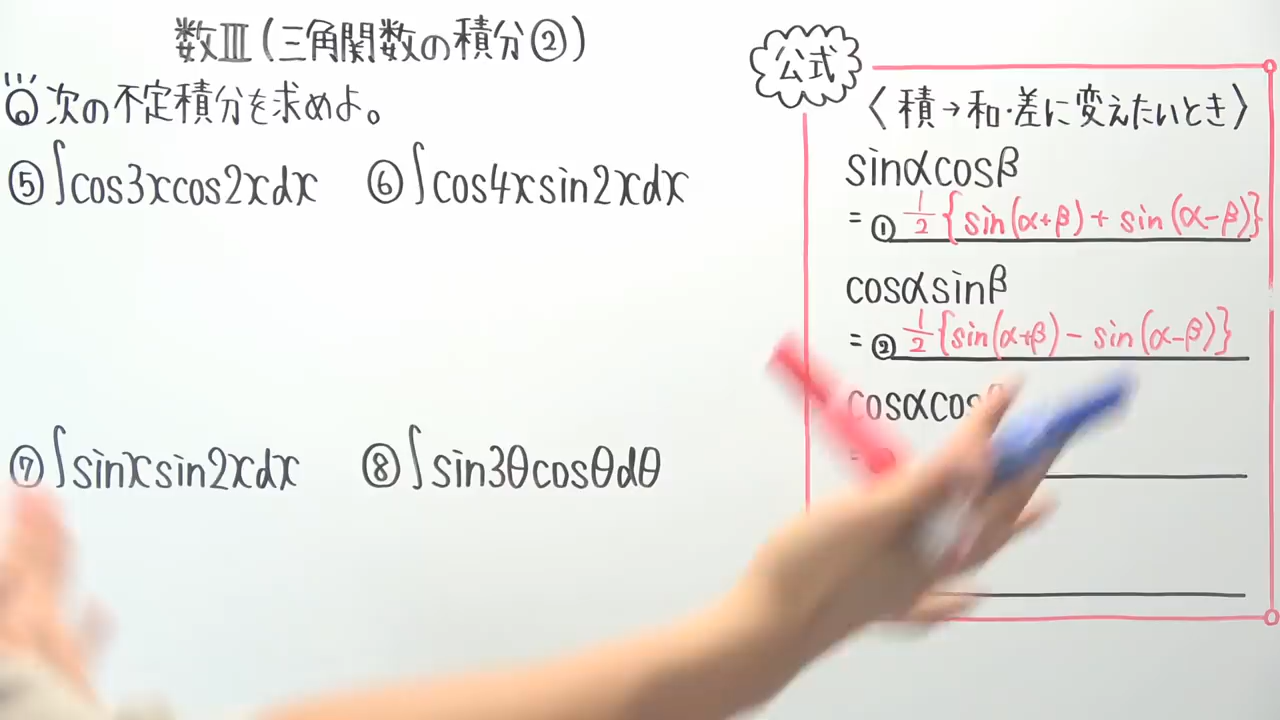 数Ⅲ(三角関数の積分②)
次の不定積分を求めよ。
⑤∫cos3xcos2xdx ⑥∫cos4xsin2xdx
⑦∫sinxsin2xdx ⑧∫sin3θcosθdθ
公式
〈積→和・差に変えたいとき〉
sinαcosβ
=① 1/2{sin(α+β)+sin(α-β)}
cosαsinβ
=② 1/2{sin(α+β)-sin(α-β)}
cosαcosβ
=